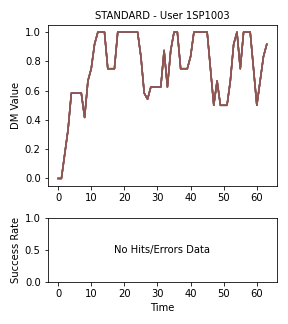 STANDARD - User 1SP1003
DM Value
1.0
0.8
0.6
0.4
0.2
0.0
0 10 20 30 40 50 60
Success Rate
1.0
0.5
0.0
No Hits/Errors Data
0 10 20 30 40 50 60
Time